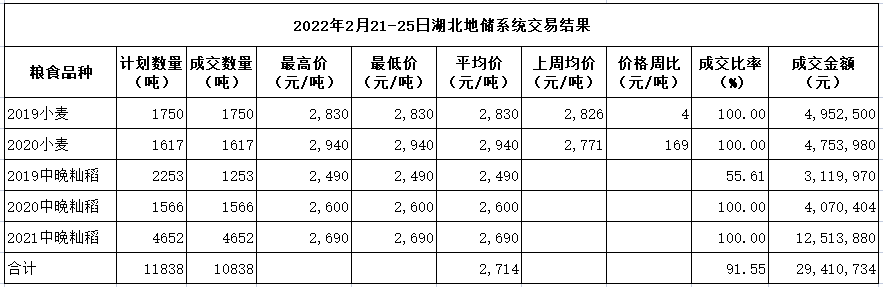 2022年2月21-25日湖北地储系统交易结果
粮食品种 计划数量（吨） 成交数量（吨） 最高价（元/吨） 最低价（元/吨） 平均价（元/吨） 上周均价（元/吨） 价格周比（元/吨） 成交比率（%） 成交金额（元）
2019小麦 1750 1750 2,830 2,830 2,830 2,826 4 100.00 4,952,500
2020小麦 1617 1617 2,940 2,940 2,940 2,771 169 100.00 4,753,980
2019中晚籼稻 2253 1253 2,490 2,490 2,490 55.61 3,119,970
2020中晚籼稻 1566 1566 2,600 2,600 2,600 100.00 4,070,404
2021中晚籼稻 4652 4652 2,690 2,690 2,690 100.00 12,513,880
合计 11838 10838 2,714 91.55 29,410,734